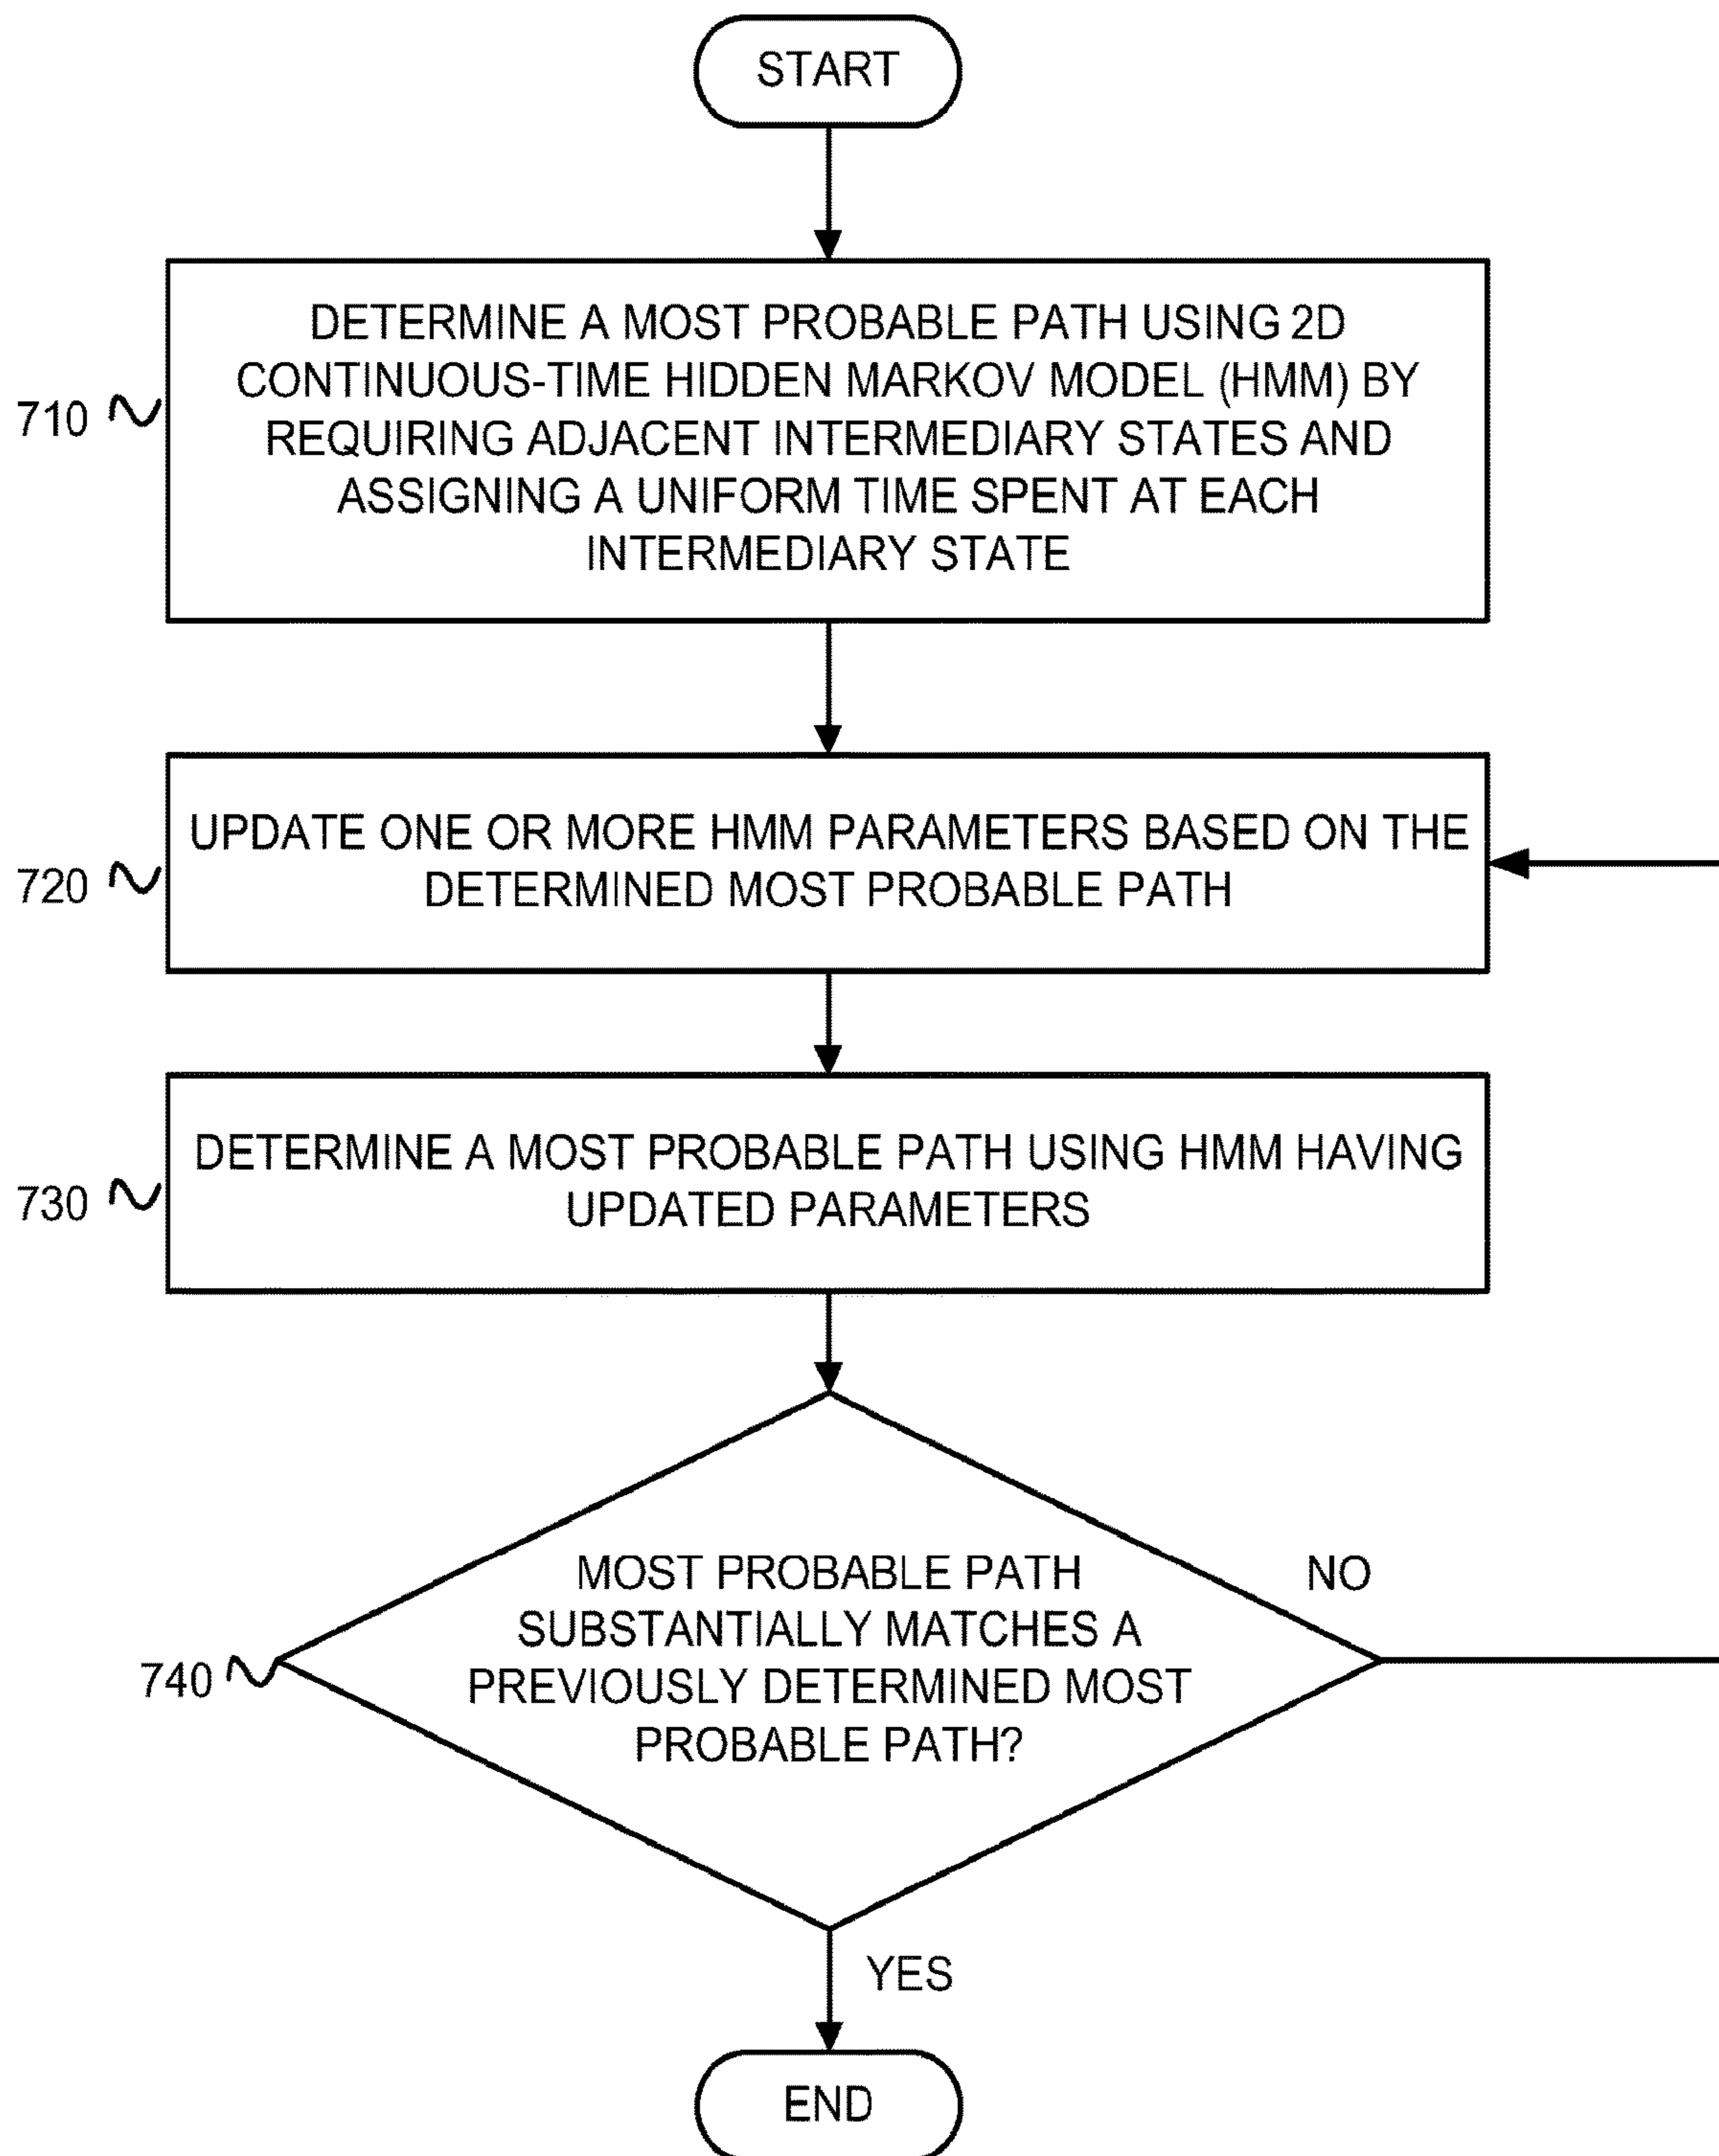 START
DETERMINE A MOST PROBABLE PATH USING 2D
CONTINUOUS-TIME HIDDEN MARKOV MODEL (HMM) BY
REQUIRING ADJACENT INTERMEDIARY STATES AND
ASSIGNING A UNIFORM TIME SPENT AT EACH
INTERMEDIARY STATE
710
UPDATE ONE OR MORE HMM PARAMETERS BASED ON THE
DETERMINED MOST PROBABLE PATH
720
DETERMINE A MOST PROBABLE PATH USING HMM HAVING
UPDATED PARAMETERS
730
MOST PROBABLE PATH
SUBSTANTIALLY MATCHES A
PREVIOUSLY DETERMINED MOST
PROBABLE PATH?
740
NO
YES
END